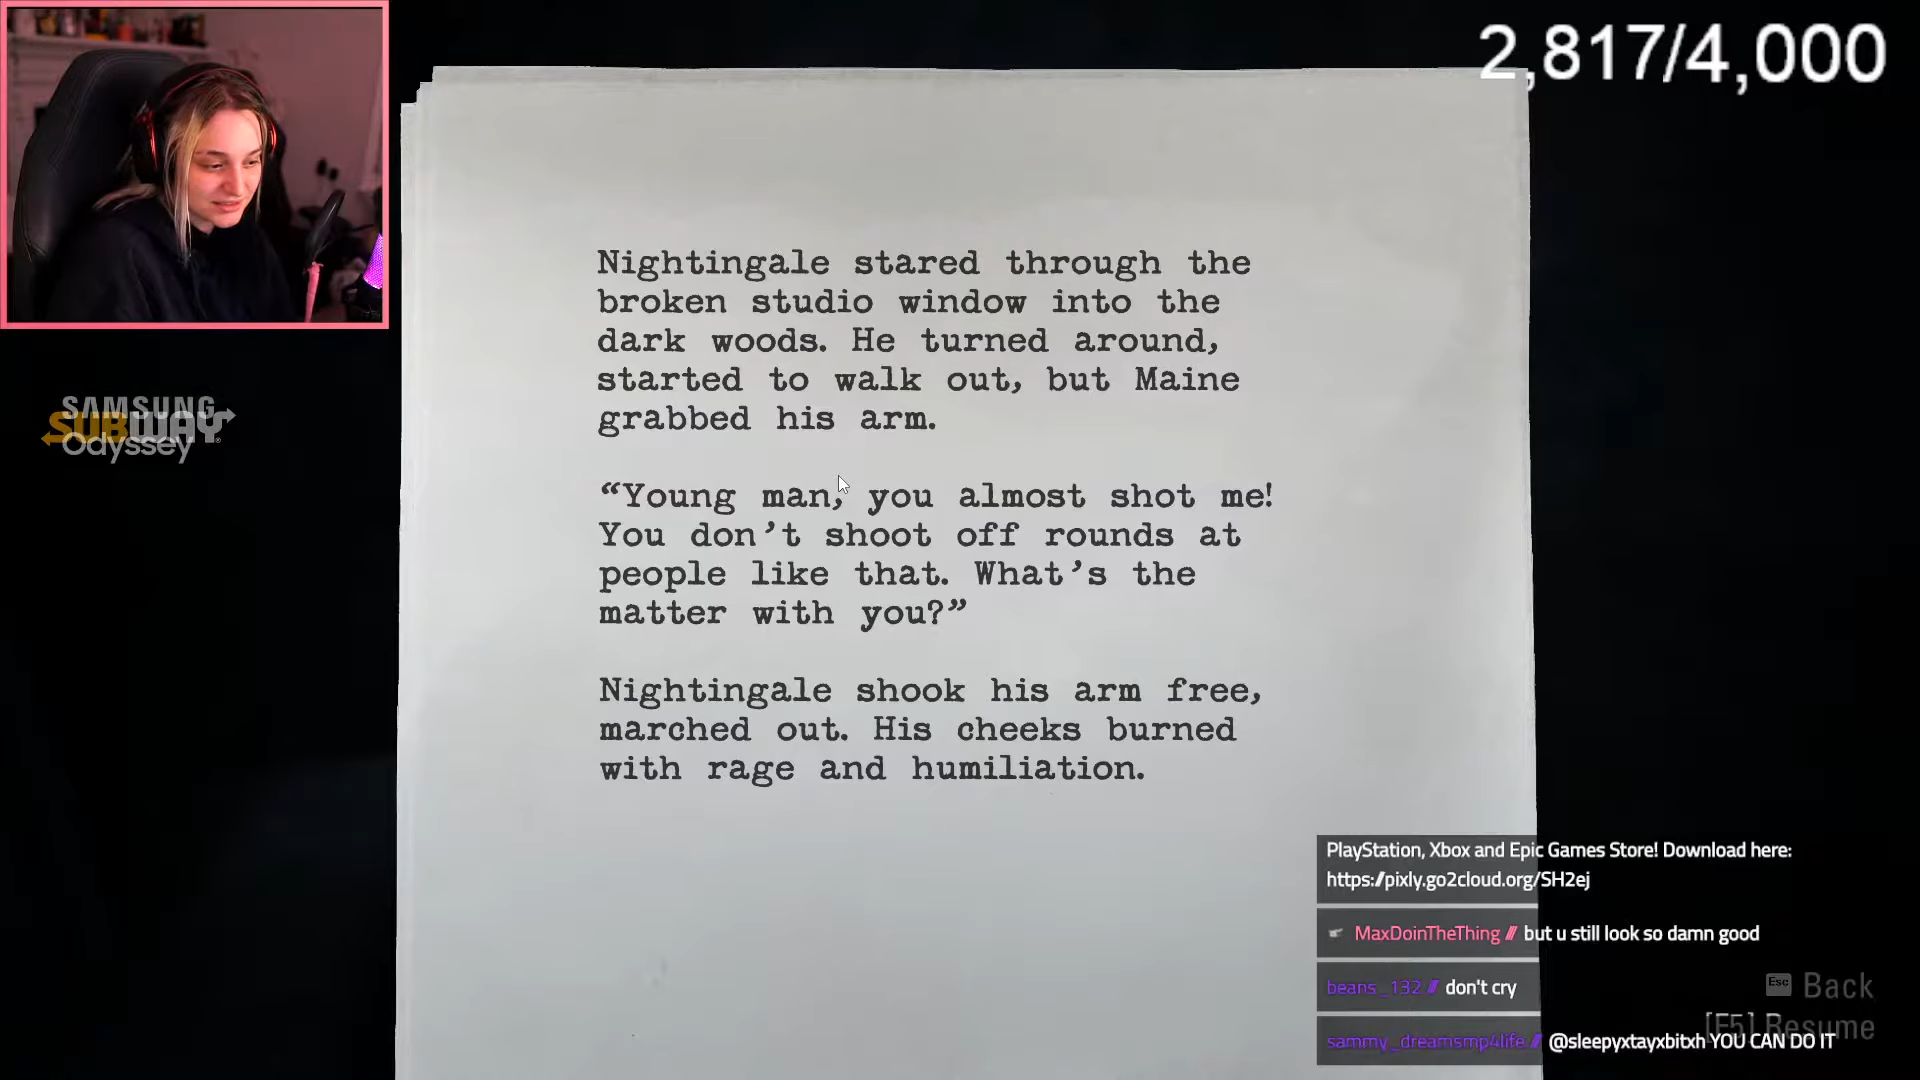 2,817/4,000
Nightingale stared through the
broken studio window into the
dark woods. He turned around,
started to walk out, but Maine
grabbed his arm.
“Young man, you almost shot me!
You don’t shoot off rounds at
people like that. What’s the
matter with you?”
Nightingale shook his arm free,
marched out. His cheeks burned
with rage and humiliation.
SAMSUNG
SUBWAY
Odyssey
PlayStation, Xbox and Epic Games Store! Download here:
https://pixly.go2cloud.org/SH2ej
MaxDoinTheThing // but u still look so damn good
beans_132 // don't cry
sammy_dreamsmp4life // @sleepyxtayxbitxh YOU CAN DO IT
Esc Back
[F5] Resume